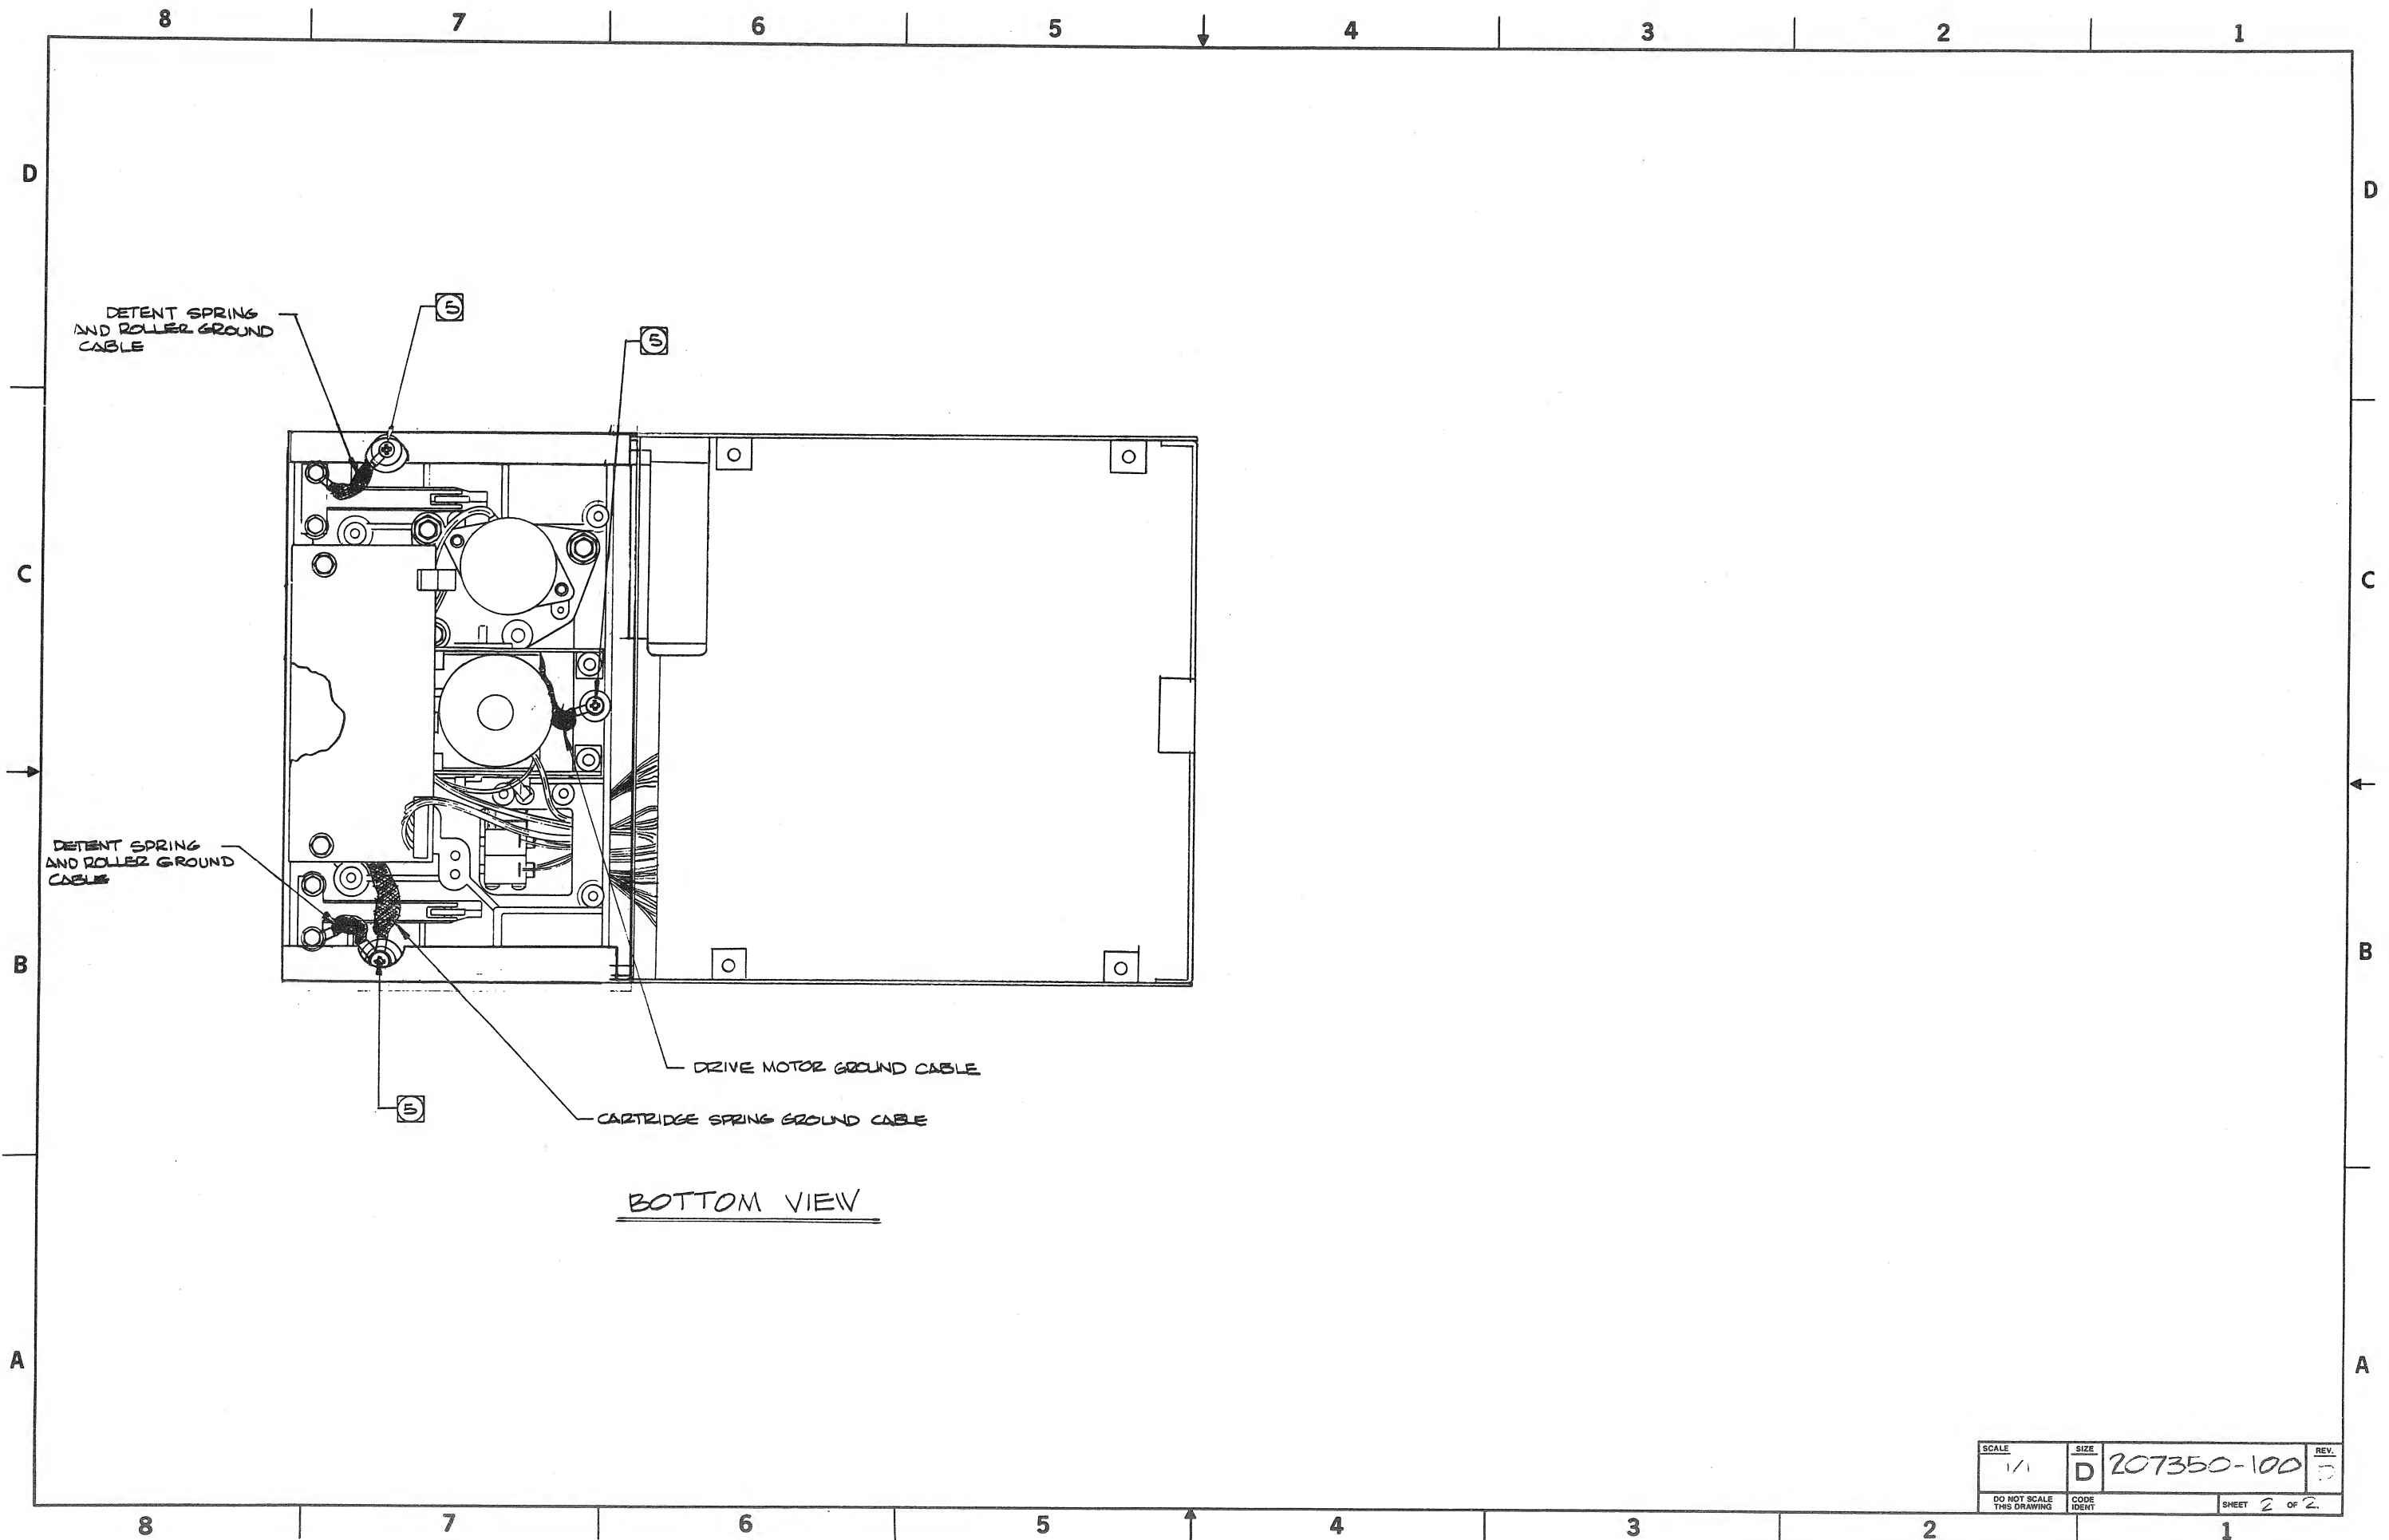 8 7 6 5 4 3 2 1
D D
DETENT SPRING
AND ROLLER GROUND
CABLE
5
5
C C
DETENT SPRING
AND ROLLER GROUND
CABLE
B B
DRIVE MOTOR GROUND CABLE
5
CARTRIDGE SPRING GROUND CABLE
BOTTOM VIEW
A A
SCALE
1/1
SIZE
D
207350-100
REV.
DO NOT SCALE
THIS DRAWING
CODE
IDENT
SHEET 2 OF 2
8 7 6 5 4 3 2 1